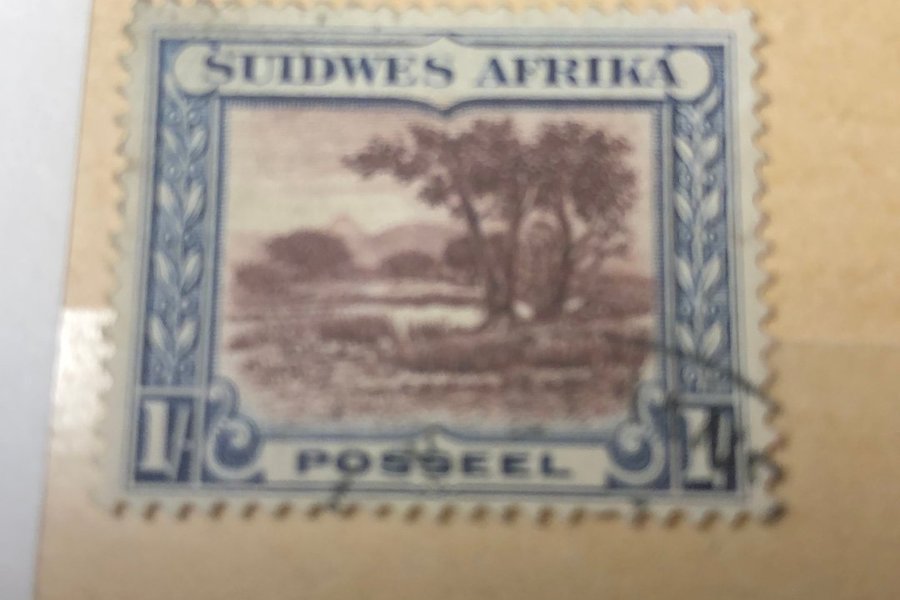 SUIDWES AFRIKA
1/- 1/-
POSSEEL